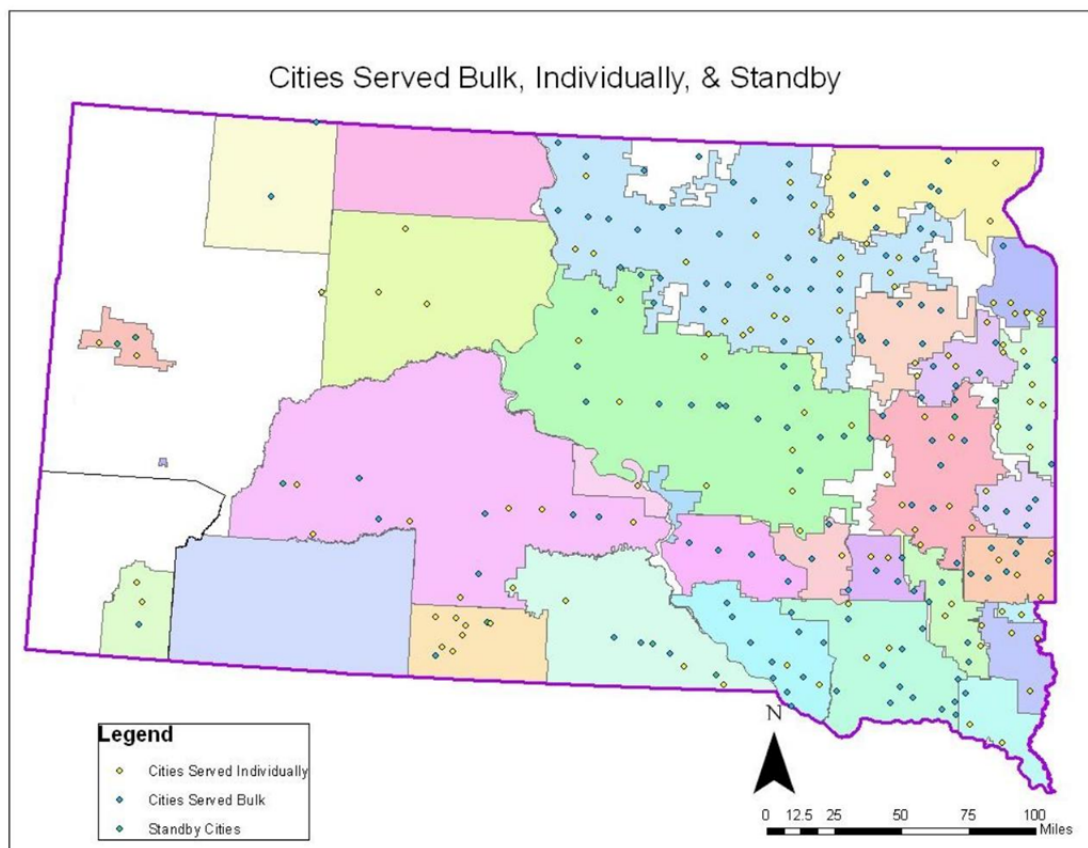 Cities Served Bulk, Individually, & Standby
N
Legend
Cities Served Individually
Cities Served Bulk
Standby Cities
0 12.5 25 50 75 100
Miles